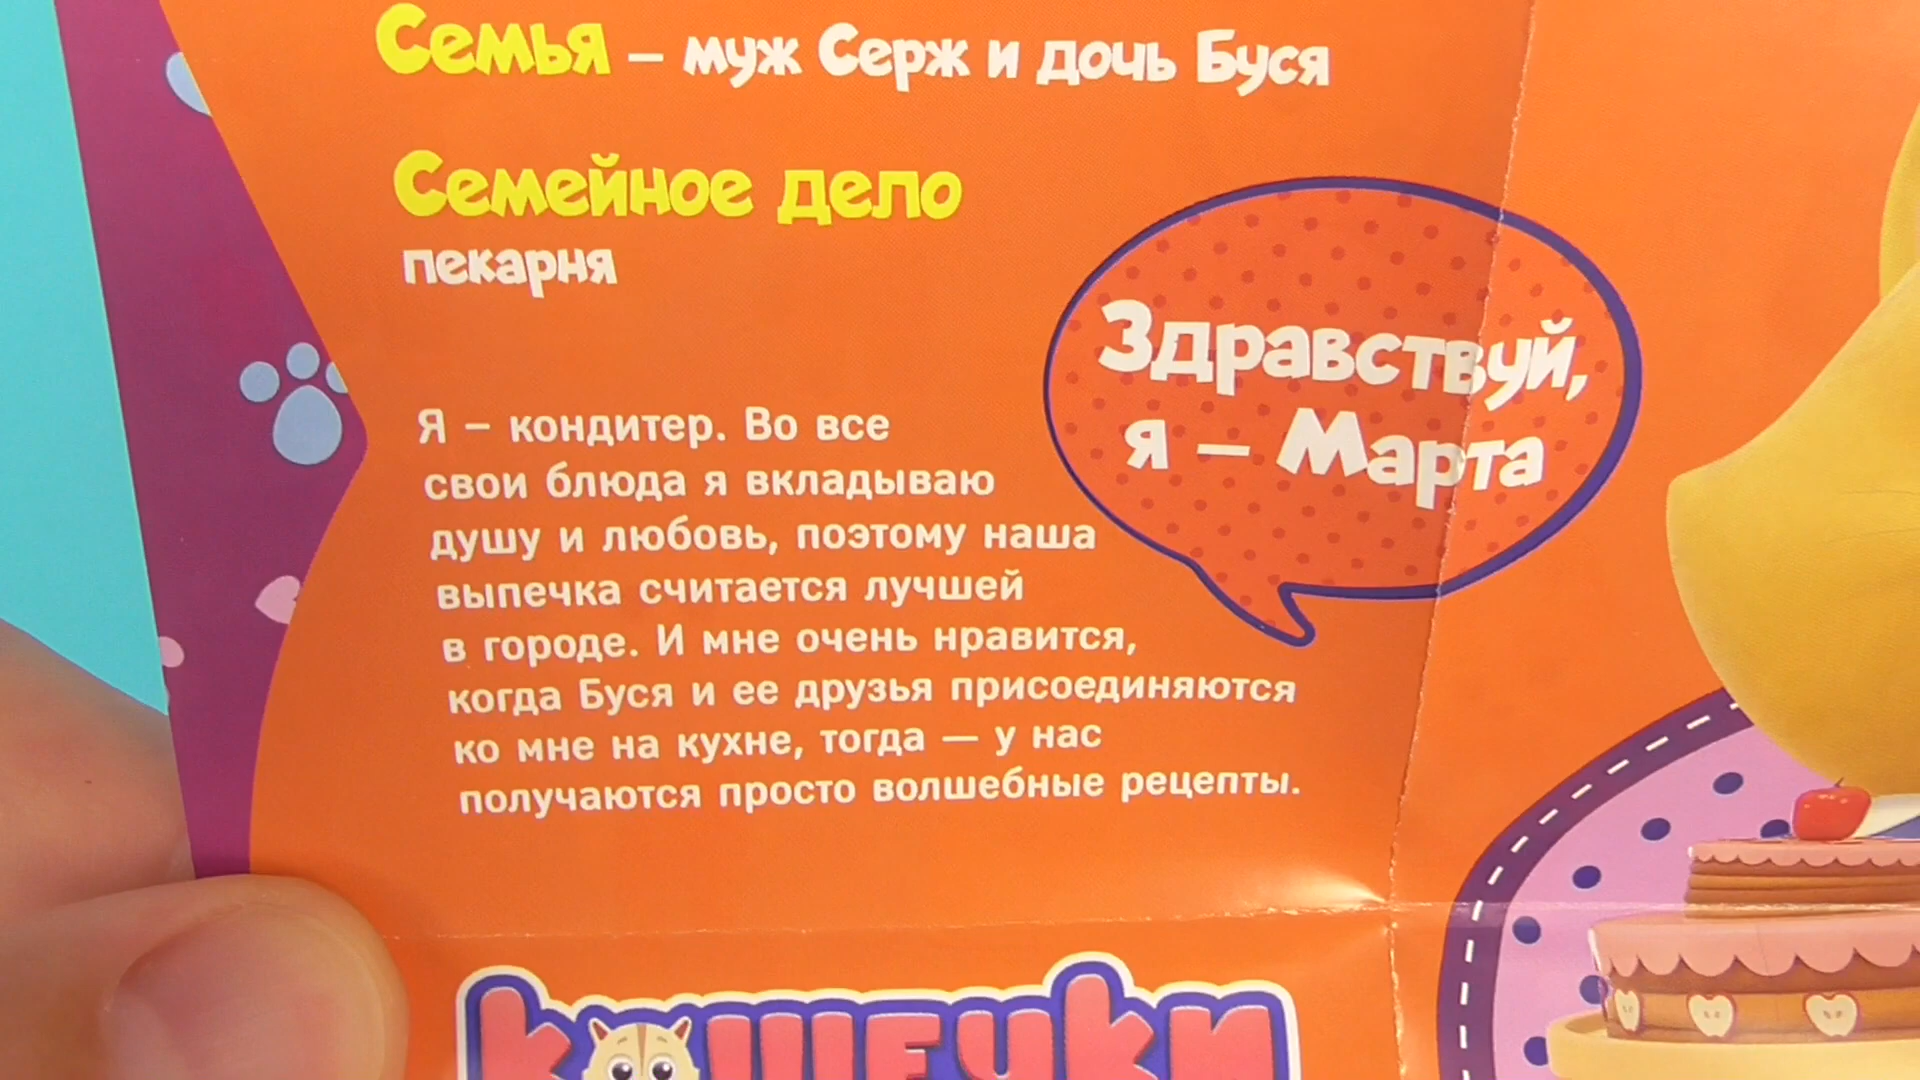 Семья – муж Серж и дочь Буся
Семейное дело
пекарня
Здравствуй,
я – Марта
Я – кондитер. Во все
свои блюда я вкладываю
душу и любовь, поэтому наша
выпечка считается лучшей
в городе. И мне очень нравится,
когда Буся и ее друзья присоединяются
ко мне на кухне, тогда — у нас
получаются просто волшебные рецепты.
Кошечки